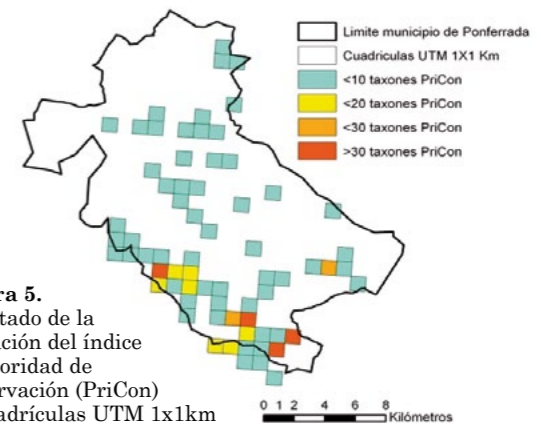 Limite municipio de Ponferrada
Cuadriculas UTM 1X1 Km
<10 taxones PriCon
<20 taxones PriCon
<30 taxones PriCon
>30 taxones PriCon
ra 5.
tado de la
ción del índice
oridad de
rvación (PriCon)
adrículas UTM 1x1km
0 1 2 4 6 8
Kilómetros